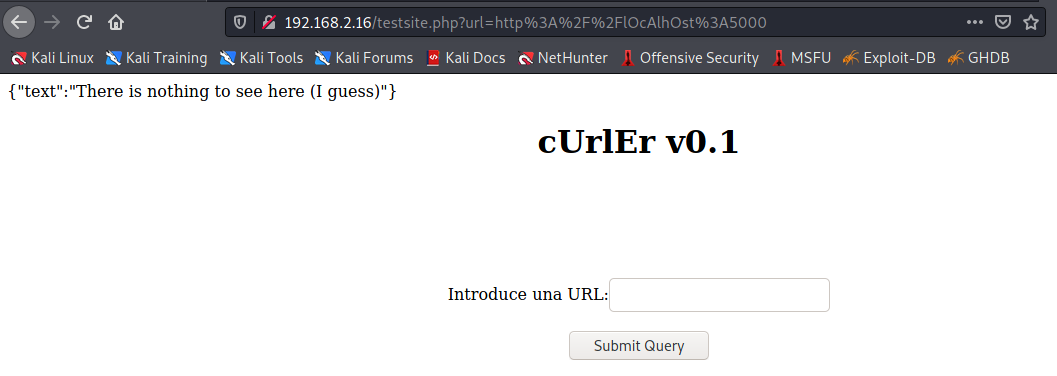 192.168.2.16/testsite.php?url=http%3A%2F%2FlOcAlhOst%3A5000
Kali Linux Kali Training Kali Tools Kali Forums Kali Docs NetHunter Offensive Security MSFU Exploit-DB GHDB
{"text":"There is nothing to see here (I guess)"}
cUrlEr v0.1
Introduce una URL:
Submit Query